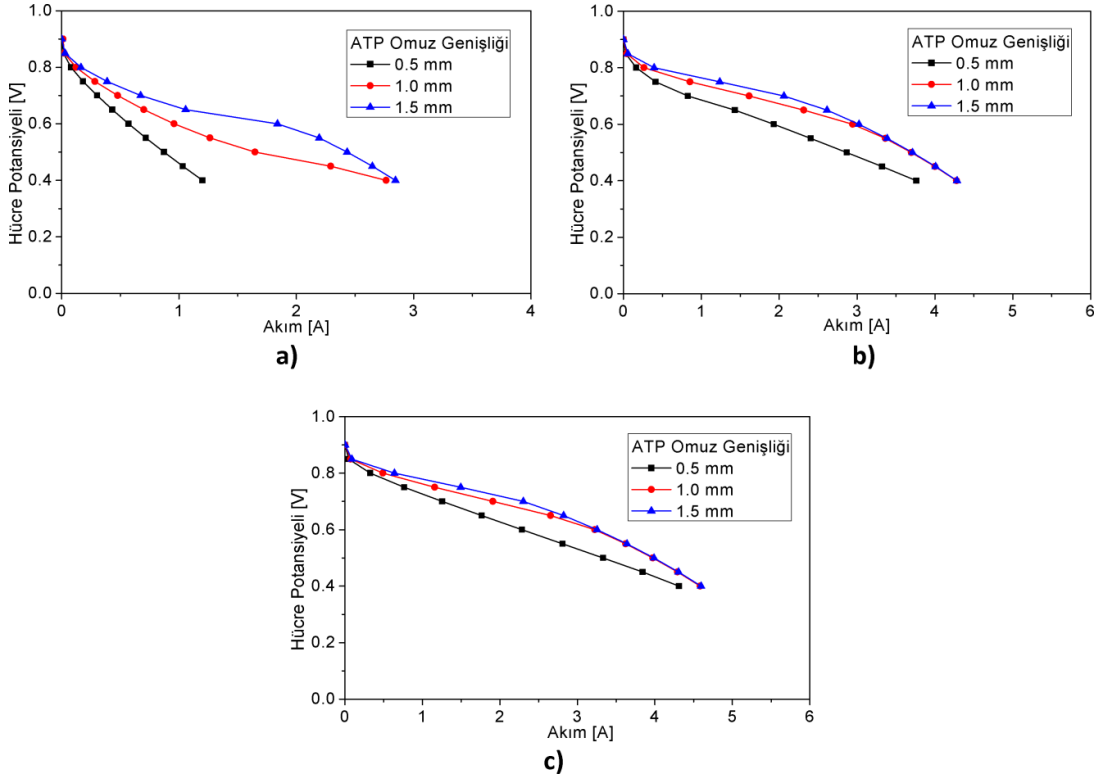 1.0
0.8
0.6
0.4
0.2
0.0
Hücre Potansiyeli [V]
ATP Omuz Genişliği
0.5 mm
1.0 mm
1.5 mm
0 1 2 3 4
Akım [A]
a)
1.0
0.8
0.6
0.4
0.2
0.0
Hücre Potansiyeli [V]
ATP Omuz Genişliği
0.5 mm
1.0 mm
1.5 mm
0 1 2 3 4 5 6
Akım [A]
b)
1.0
0.8
0.6
0.4
0.2
0.0
Hücre Potansiyeli [V]
ATP Omuz Genişliği
0.5 mm
1.0 mm
1.5 mm
0 1 2 3 4 5 6
Akım [A]
c)